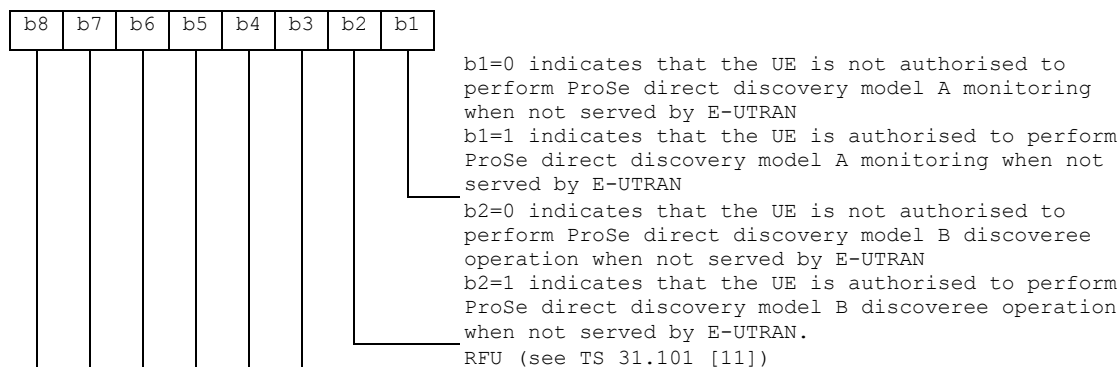 b8 b7 b6 b5 b4 b3 b2 b1
b1=0 indicates that the UE is not authorised to
perform ProSe direct discovery model A monitoring
when not served by E-UTRAN
b1=1 indicates that the UE is authorised to perform
ProSe direct discovery model A monitoring when not
served by E-UTRAN
b2=0 indicates that the UE is not authorised to
perform ProSe direct discovery model B discoveree
operation when not served by E-UTRAN
b2=1 indicates that the UE is authorised to perform
ProSe direct discovery model B discoveree operation
when not served by E-UTRAN.
RFU (see TS 31.101 [11])